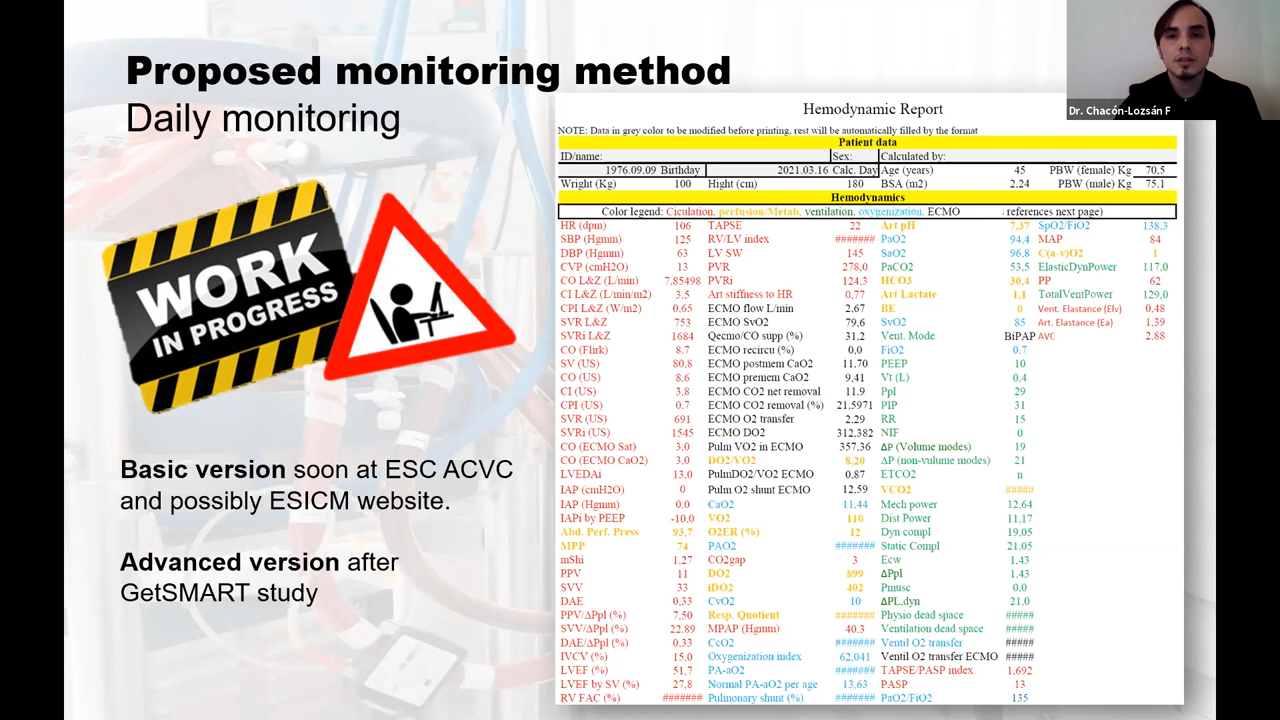 Proposed monitoring method
Daily monitoring
Dr. Chacón-Lozsán F
WORK
IN PROGRESS
Basic version soon at ESC ACVC
and possibly ESICM website.
Advanced version after
GetSMART study
Hemodynamic Report
NOTE: Data in grey color to be modified before printing, rest will be automatically filled by the format
Patient data
ID/name: Sex: Calculated by:
1976.09.09 Birthday 2021.03.16 Calc. Day Age (years) 45 PBW (female) Kg 70,5
Wright (Kg) 100 Hight (cm) 180 BSA (m2) 2,24 PBW (male) Kg 75,1
Hemodynamics
Color legend: Ciculation, perfusion/Metab, ventilation, oxygenization, ECMO references next page)
HR (dpm) 106 TAPSE 22 Art pH 7,37 SpO2/FiO2 138,3
SBP (Hgmm) 125 RV/LV index ####### PaO2 94,4 MAP 84
DBP (Hgmm) 63 LV SW 145 SaO2 96,8 C(a-v)O2 1
CVP (cmH2O) 13 PVR 278,0 PaCO2 53,5 ElasticDynPower 117,0
CO L&Z (L/min) 7,85498 PVRi 124,3 HCO3 30,4 PP 62
CI L&Z (L/min/m2) 3,5 Art stiffness to HR 0,77 Art Lactate 1,1 TotalVentPower 129,0
CPI L&Z (W/m2) 0,65 ECMO flow L/min 2,67 BE 0 Vent. Elastance (Elv) 0,48
SVR L&Z 753 ECMO SvO2 79,6 SvO2 85 Art. Elastance (Ea) 1,39
SVRi L&Z 1684 Qecmo/CO supp (%) 31,2 Vent. Mode BiPAP AVC 2,88
CO (Flhrk) 8.7 ECMO recircu (%) 0,0 FiO2 0.7
SV (US) 80.8 ECMO postmem CaO2 11.70 PEEP 10
CO (US) 8.6 ECMO premem CaO2 9,41 Vt (L) 0.4
CI (US) 3.8 ECMO CO2 net removal 11.9 Ppl 29
CPI (US) 0.7 ECMO CO2 removal (%) 21,5971 PIP 31
SVR (US) 691 ECMO O2 transfer 2,29 RR 15
SVRi (US) 1545 ECMO DO2 312,382 NIF 0
CO (ECMO Sat) 3.0 Pulm VO2 in ECMO 357,36 ΔP (Volume modes) 19
CO (ECMO CaO2) 3.0 DO2/VO2 8,20 ΔP (non-volume modes) 21
LVEDAi 13.0 PulmDO2/VO2 ECMO 0,87 ETCO2 n
IAP (cmH2O) 0 Pulm O2 shunt ECMO 12,59 VCO2 #####
IAP (Hgmm) 0.0 CaO2 11.44 Mech power 12,64
IAPi by PEEP -10,0 VO2 110 Dist Power 11,17
Abd. Perf. Press 93,7 O2ER (%) 12 Dyn compl 19,05
MPP 74 PAO2 ####### Static Compl 21,05
mShi 1.27 CO2gap 3 Ecw 1,43
PPV 11 DO2 899 ΔPpl 1,43
SVV 33 iDO2 402 Pmusc 0,0
DAE 0.33 CvO2 10 ΔPL,dyn 21,0
PPV/ΔPpl (%) 7,50 Resp. Quotient ####### Physio dead space #####
SVV/ΔPpl (%) 22.89 MPAP (Hgmm) 40.3 Ventilation dead space #####
DAE/ΔPpl (%) 0.33 CcO2 ####### Ventil O2 transfer #####
IVCV (%) 15.0 Oxygenization index 62,041 Ventil O2 transfer ECMO #####
LVEF (%) 51,7 PA-aO2 ####### TAPSE/PASP index 1,692
LVEF by SV (%) 27,8 Normal PA-aO2 per age 13,63 PASP 13
RV FAC (%) ####### Pulmonary shunt (%) ####### PaO2/FiO2 135